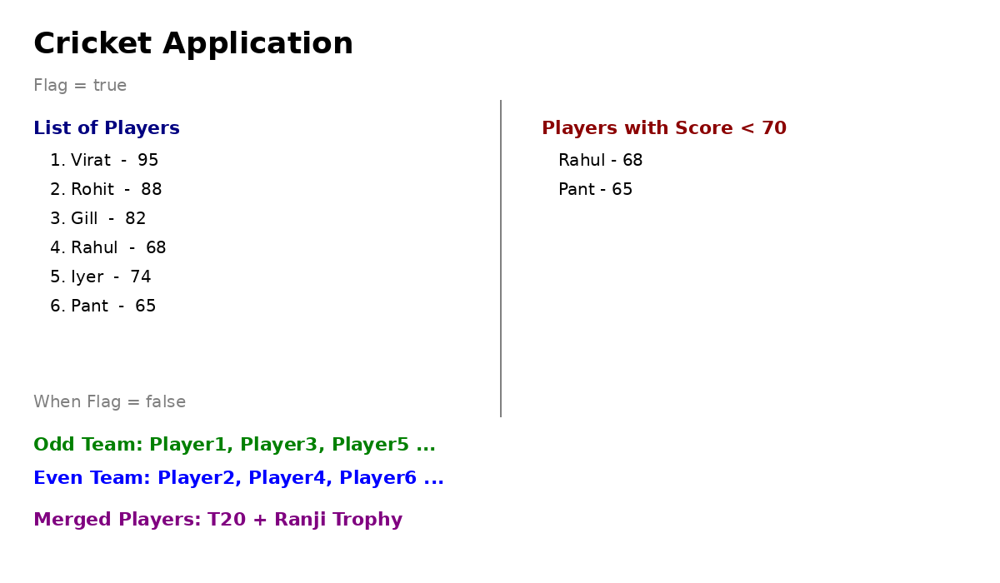 Cricket Application
Flag = true
List of Players
1. Virat  -  95
2. Rohit  -  88
3. Gill  -  82
4. Rahul  -  68
5. Iyer  -  74
6. Pant  -  65
Players with Score < 70
Rahul - 68
Pant - 65
When Flag = false
Odd Team: Player1, Player3, Player5 ...
Even Team: Player2, Player4, Player6 ...
Merged Players: T20 + Ranji Trophy